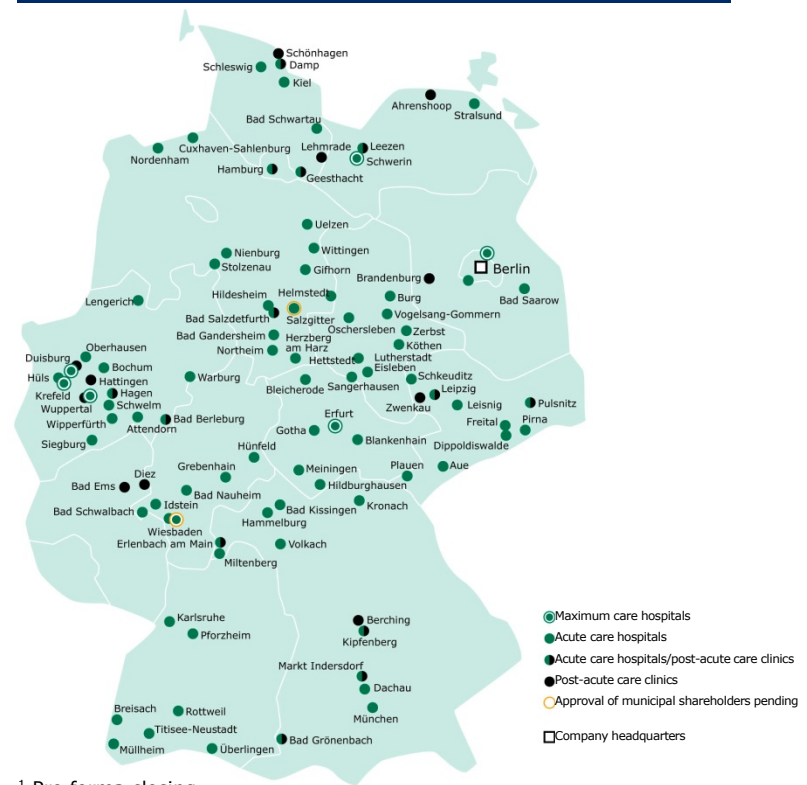 Schönhagen
Schleswig
Damp
Kiel
Ahrenshoop
Stralsund
Bad Schwartau
Cuxhaven-Sahlenburg
Lehmrade
Leezen
Nordenham
Schwerin
Hamburg
Geesthacht
Uelzen
Nienburg
Wittingen
Stolzenau
Gifhorn
Berlin
Brandenburg
Bad Saarow
Lengerich
Hildesheim
Helmstedt
Burg
Bad Salzdetfurth
Salzgitter
Vogelsang-Gommern
Oschersleben
Bad Gandersheim
Herzberg
am Harz
Zerbst
Köthen
Northeim
Hettstedt
Lutherstadt
Eisleben
Oberhausen
Duisburg
Bochum
Hüls
Hattingen
Warburg
Bleicherode
Sangerhausen
Schkeuditz
Leipzig
Krefeld
Hagen
Zwenkau
Leisnig
Pulsnitz
Wuppertal
Schwelm
Wipperfürth
Attendorn
Bad Berleburg
Erfurt
Gotha
Freital
Pirna
Siegburg
Blankenhain
Dippoldiswalde
Hünfeld
Grebenhain
Meiningen
Plauen
Aue
Diez
Bad Ems
Bad Nauheim
Hildburghausen
Idstein
Bad Schwalbach
Bad Kissingen
Kronach
Hammelburg
Wiesbaden
Erlenbach am Main
Volkach
Miltenberg
Karlsruhe
Pforzheim
Berching
Kipfenberg
Maximum care hospitals
Acute care hospitals
Acute care hospitals/post-acute care clinics
Post-acute care clinics
Approval of municipal shareholders pending
Company headquarters
Markt Indersdorf
Dachau
München
Breisach
Rottweil
Titisee-Neustadt
Müllheim
Überlingen
Bad Grönenbach